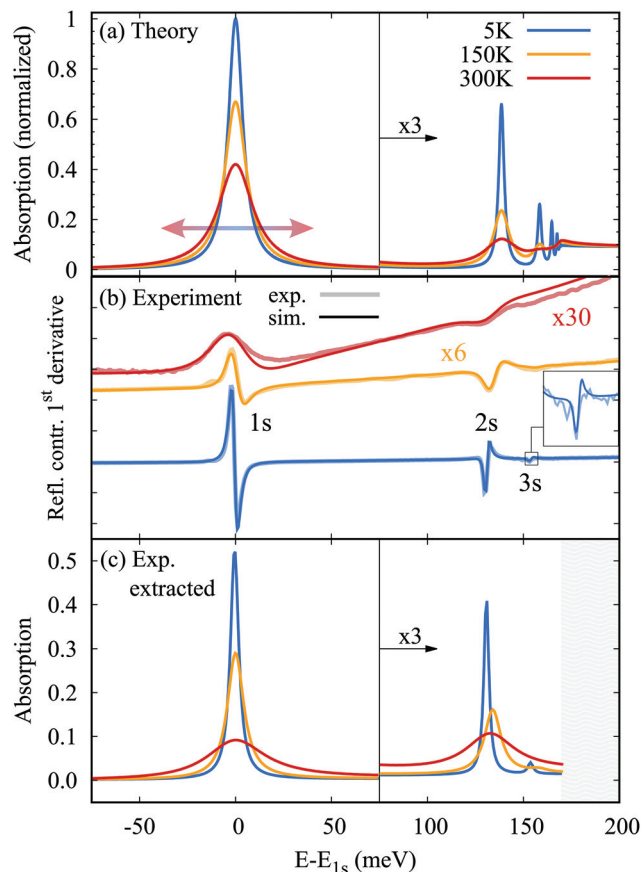 (a) Theory
5K
150K
300K
x3
Absorption (normalized)
1
0.8
0.6
0.4
0.2
0
(b) Experiment
exp.
sim.
x30
x6
1s
2s
3s
Refl. contr. 1st derivative
(c) Exp.
extracted
x3
Absorption
0.5
0.4
0.3
0.2
0.1
0.0
-50 0 50 100 150 200
E-E1s (meV)